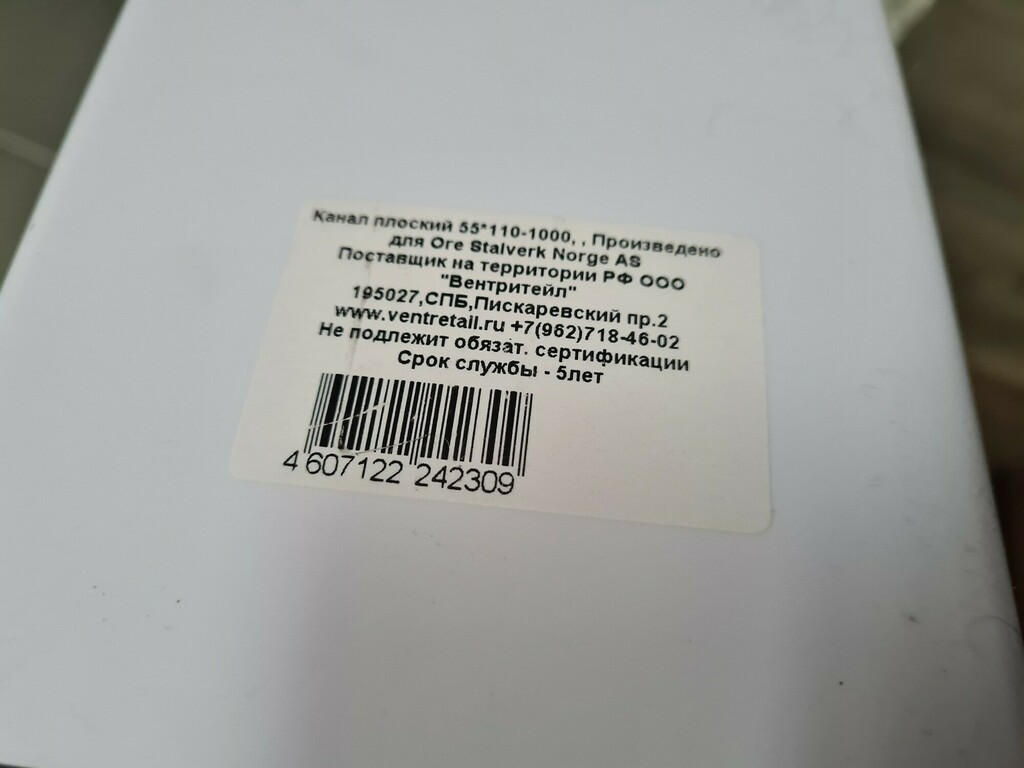 Канал плоский 55*110-1000, , Произведено
для Ore Stalverk Norge AS
Поставщик на территории РФ ООО
"Вентритейл"
195027,СПБ,Пискаревский пр.2
www.ventretail.ru +7(962)718-46-02
Не подлежит обязат. сертификации
Срок службы - 5лет
4 607122 242309